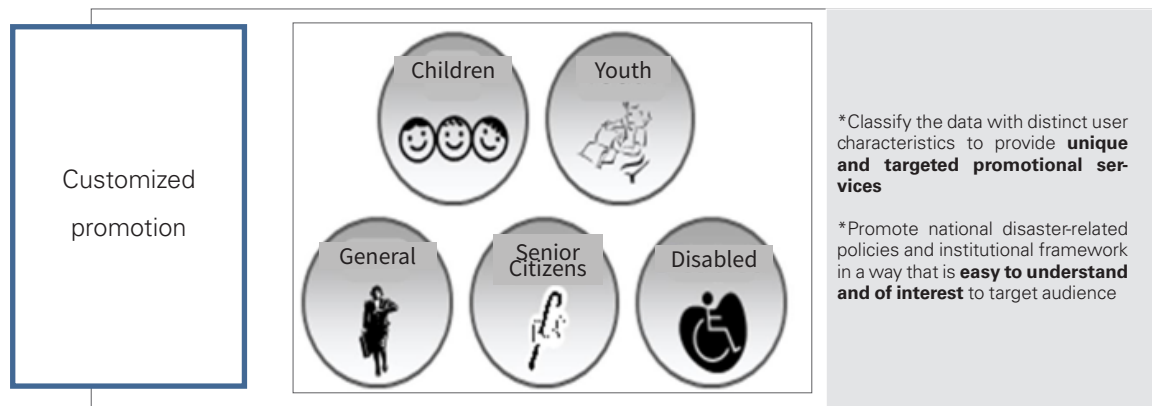 Customized
promotion
Children
Youth
General
Senior
Citizens
Disabled
*Classify the data with distinct user
characteristics to provide unique
and targeted promotional ser-
vices
*Promote national disaster-related
policies and institutional framework
in a way that is easy to understand
and of interest to target audience